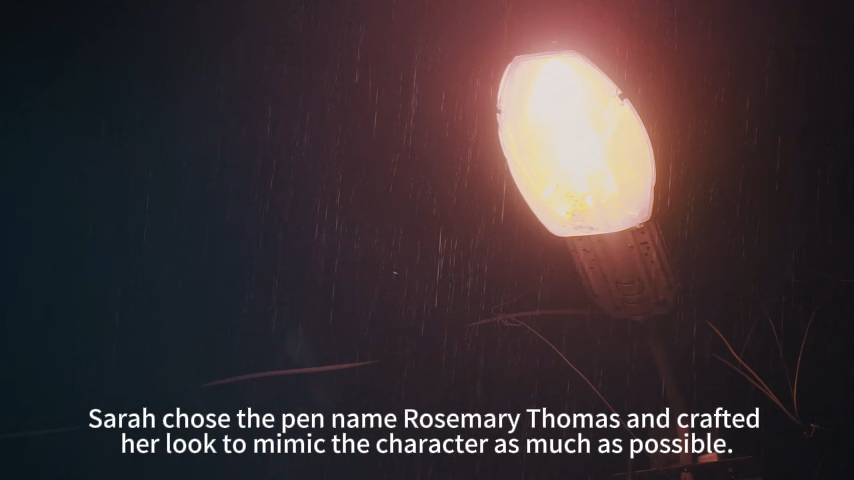 Sarah chose the pen name Rosemary Thomas and crafted
her look to mimic the character as much as possible.